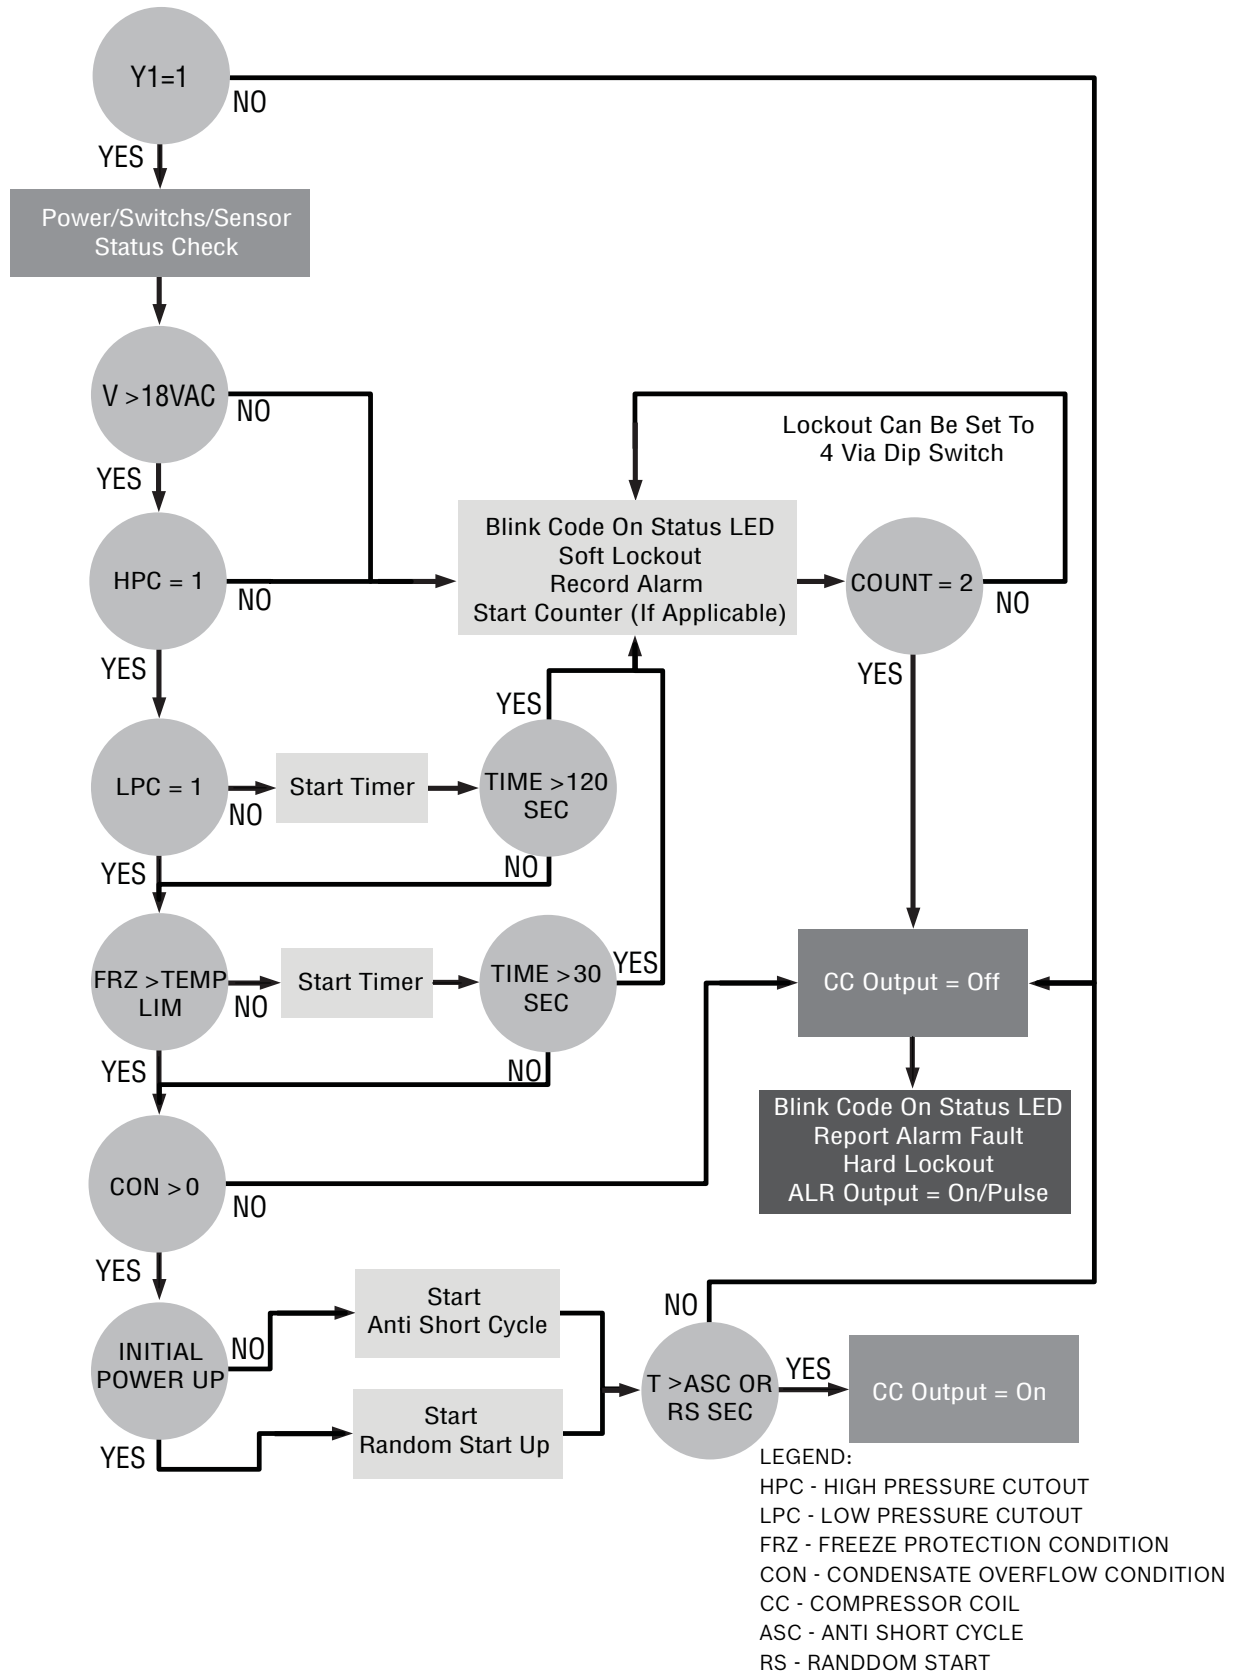 Y1=1
NO
YES
Power/Switchs/Sensor
Status Check
V >18VAC
NO
YES
Lockout Can Be Set To
4 Via Dip Switch
HPC = 1
NO
YES
Blink Code On Status LED
Soft Lockout
Record Alarm
Start Counter (If Applicable)
COUNT = 2
NO
YES
LPC = 1
NO
YES
Start Timer
TIME >120
SEC
YES
NO
FRZ >TEMP
LIM
NO
YES
Start Timer
TIME >30
SEC
YES
NO
CC Output = Off
Blink Code On Status LED
Report Alarm Fault
Hard Lockout
ALR Output = On/Pulse
CON >0
NO
YES
INITIAL
POWER UP
NO
YES
Start
Anti Short Cycle
Start
Random Start Up
T >ASC OR
RS SEC
NO
YES
CC Output = On
LEGEND:
HPC - HIGH PRESSURE CUTOUT
LPC - LOW PRESSURE CUTOUT
FRZ - FREEZE PROTECTION CONDITION
CON - CONDENSATE OVERFLOW CONDITION
CC - COMPRESSOR COIL
ASC - ANTI SHORT CYCLE
RS - RANDDOM START